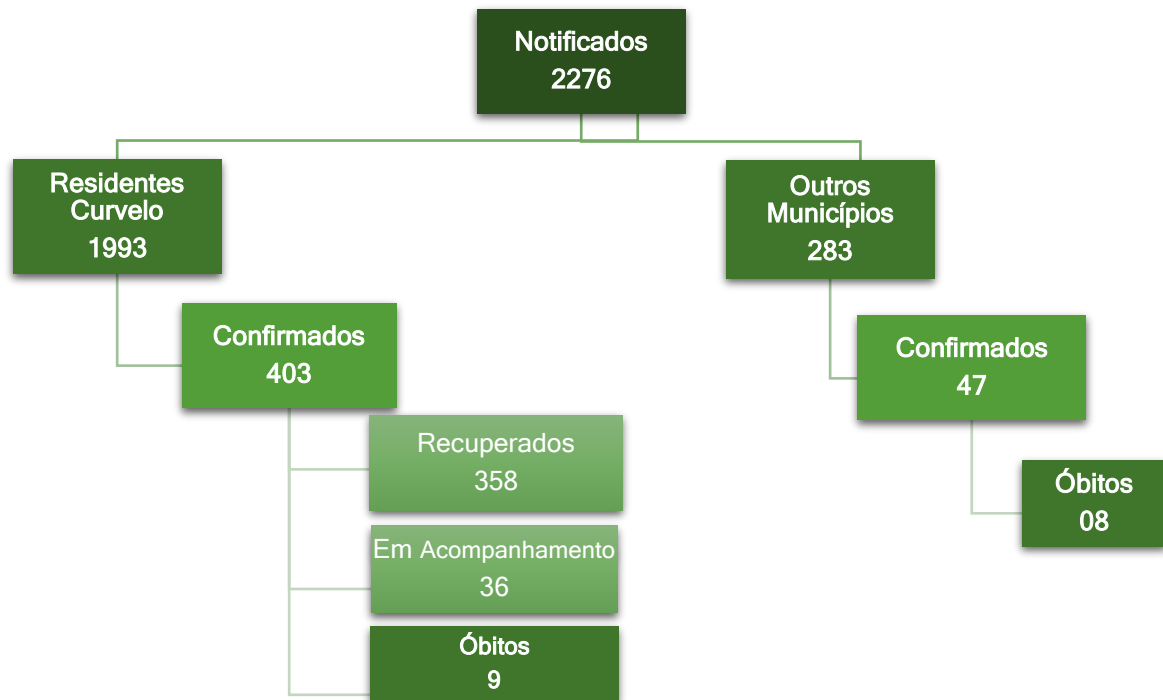 Notificados
2276
Residentes
Curvelo
1993
Outros
Municípios
283
Confirmados
403
Confirmados
47
Recuperados
358
Óbitos
08
Em Acompanhamento
36
Óbitos
9